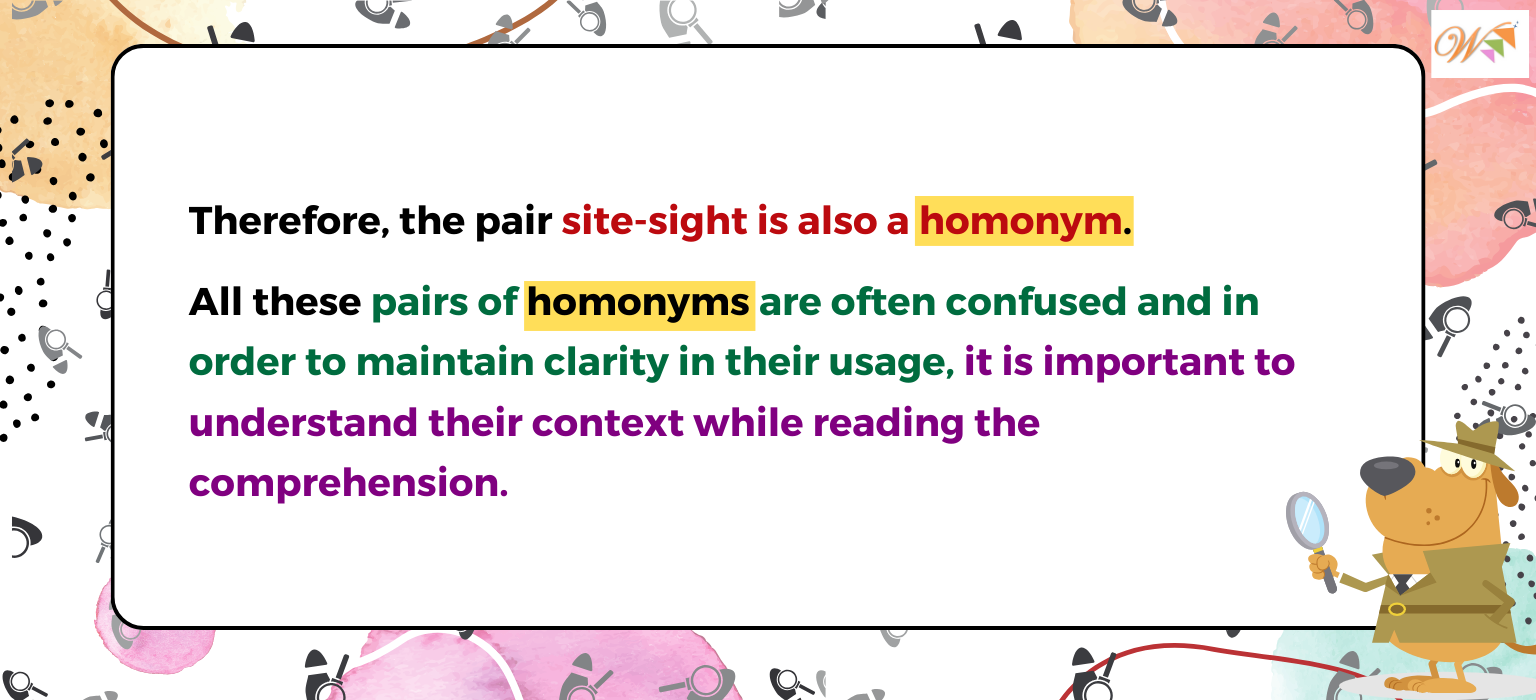 Therefore, the pair site-sight is also a homonym.
All these pairs of homonyms are often confused and in
order to maintain clarity in their usage, it is important to
understand their context while reading the
comprehension.
W